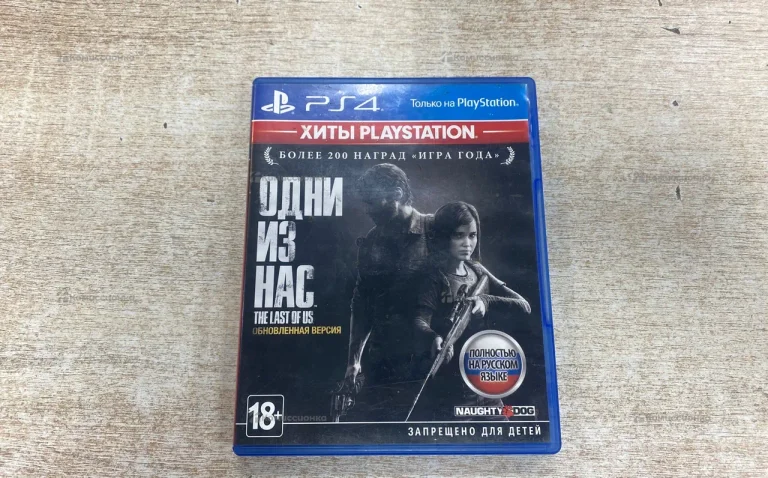 PS4
Только на PlayStation.
ХИТЫ PLAYSTATION
БОЛЕЕ 200 НАГРАД «ИГРА ГОДА»
ОДНИ
ИЗ
НАС
THE LAST OF US
ОБНОВЛЕННАЯ ВЕРСИЯ
ПОЛНОСТЬЮ
НА РУССКОМ
ЯЗЫКЕ
NAUGHTY DOG
18+
ЗАПРЕЩЕНО ДЛЯ ДЕТЕЙ